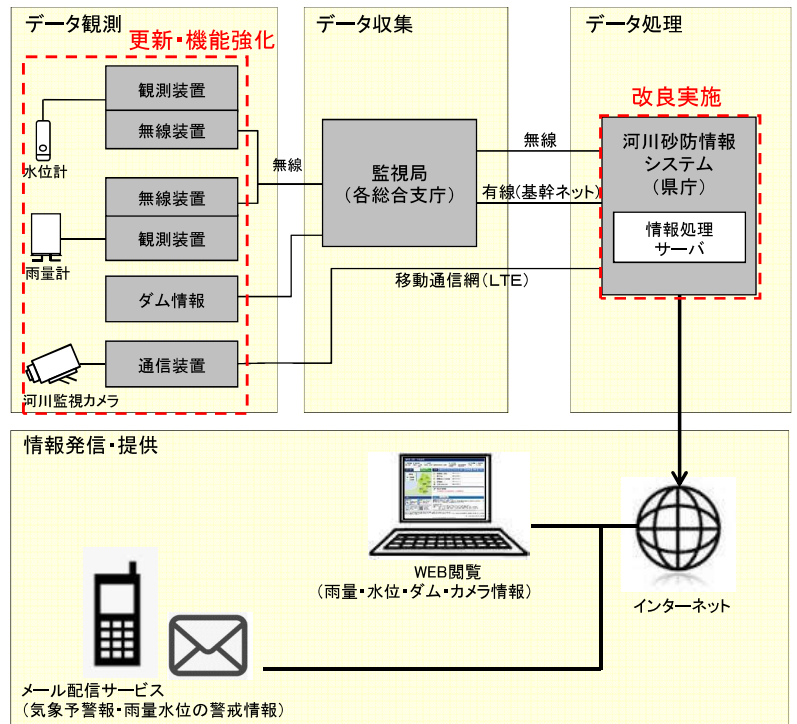 データ観測
更新・機能強化
観測装置
無線装置
水位計
無線装置
観測装置
雨量計
ダム情報
通信装置
河川監視カメラ
無線
データ収集
監視局
(各総合支庁)
無線
有線(基幹ネット)
移動通信網(LTE)
データ処理
改良実施
河川砂防情報
システム
(県庁)
情報処理
サーバ
情報発信・提供
WEB閲覧
(雨量・水位・ダム・カメラ情報)
インターネット
メール配信サービス
(気象予警報・雨量水位の警戒情報)